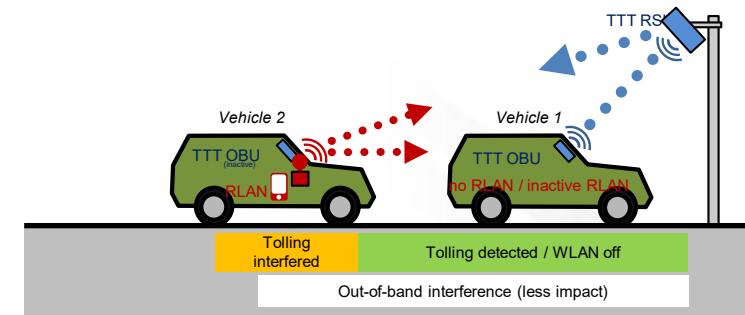 TTT RSU
Vehicle 2
Vehicle 1
TTT OBU
(inactive)
TTT OBU
RLAN
no RLAN / inactive RLAN
Tolling
interfered
Tolling detected / WLAN off
Out-of-band interference (less impact)